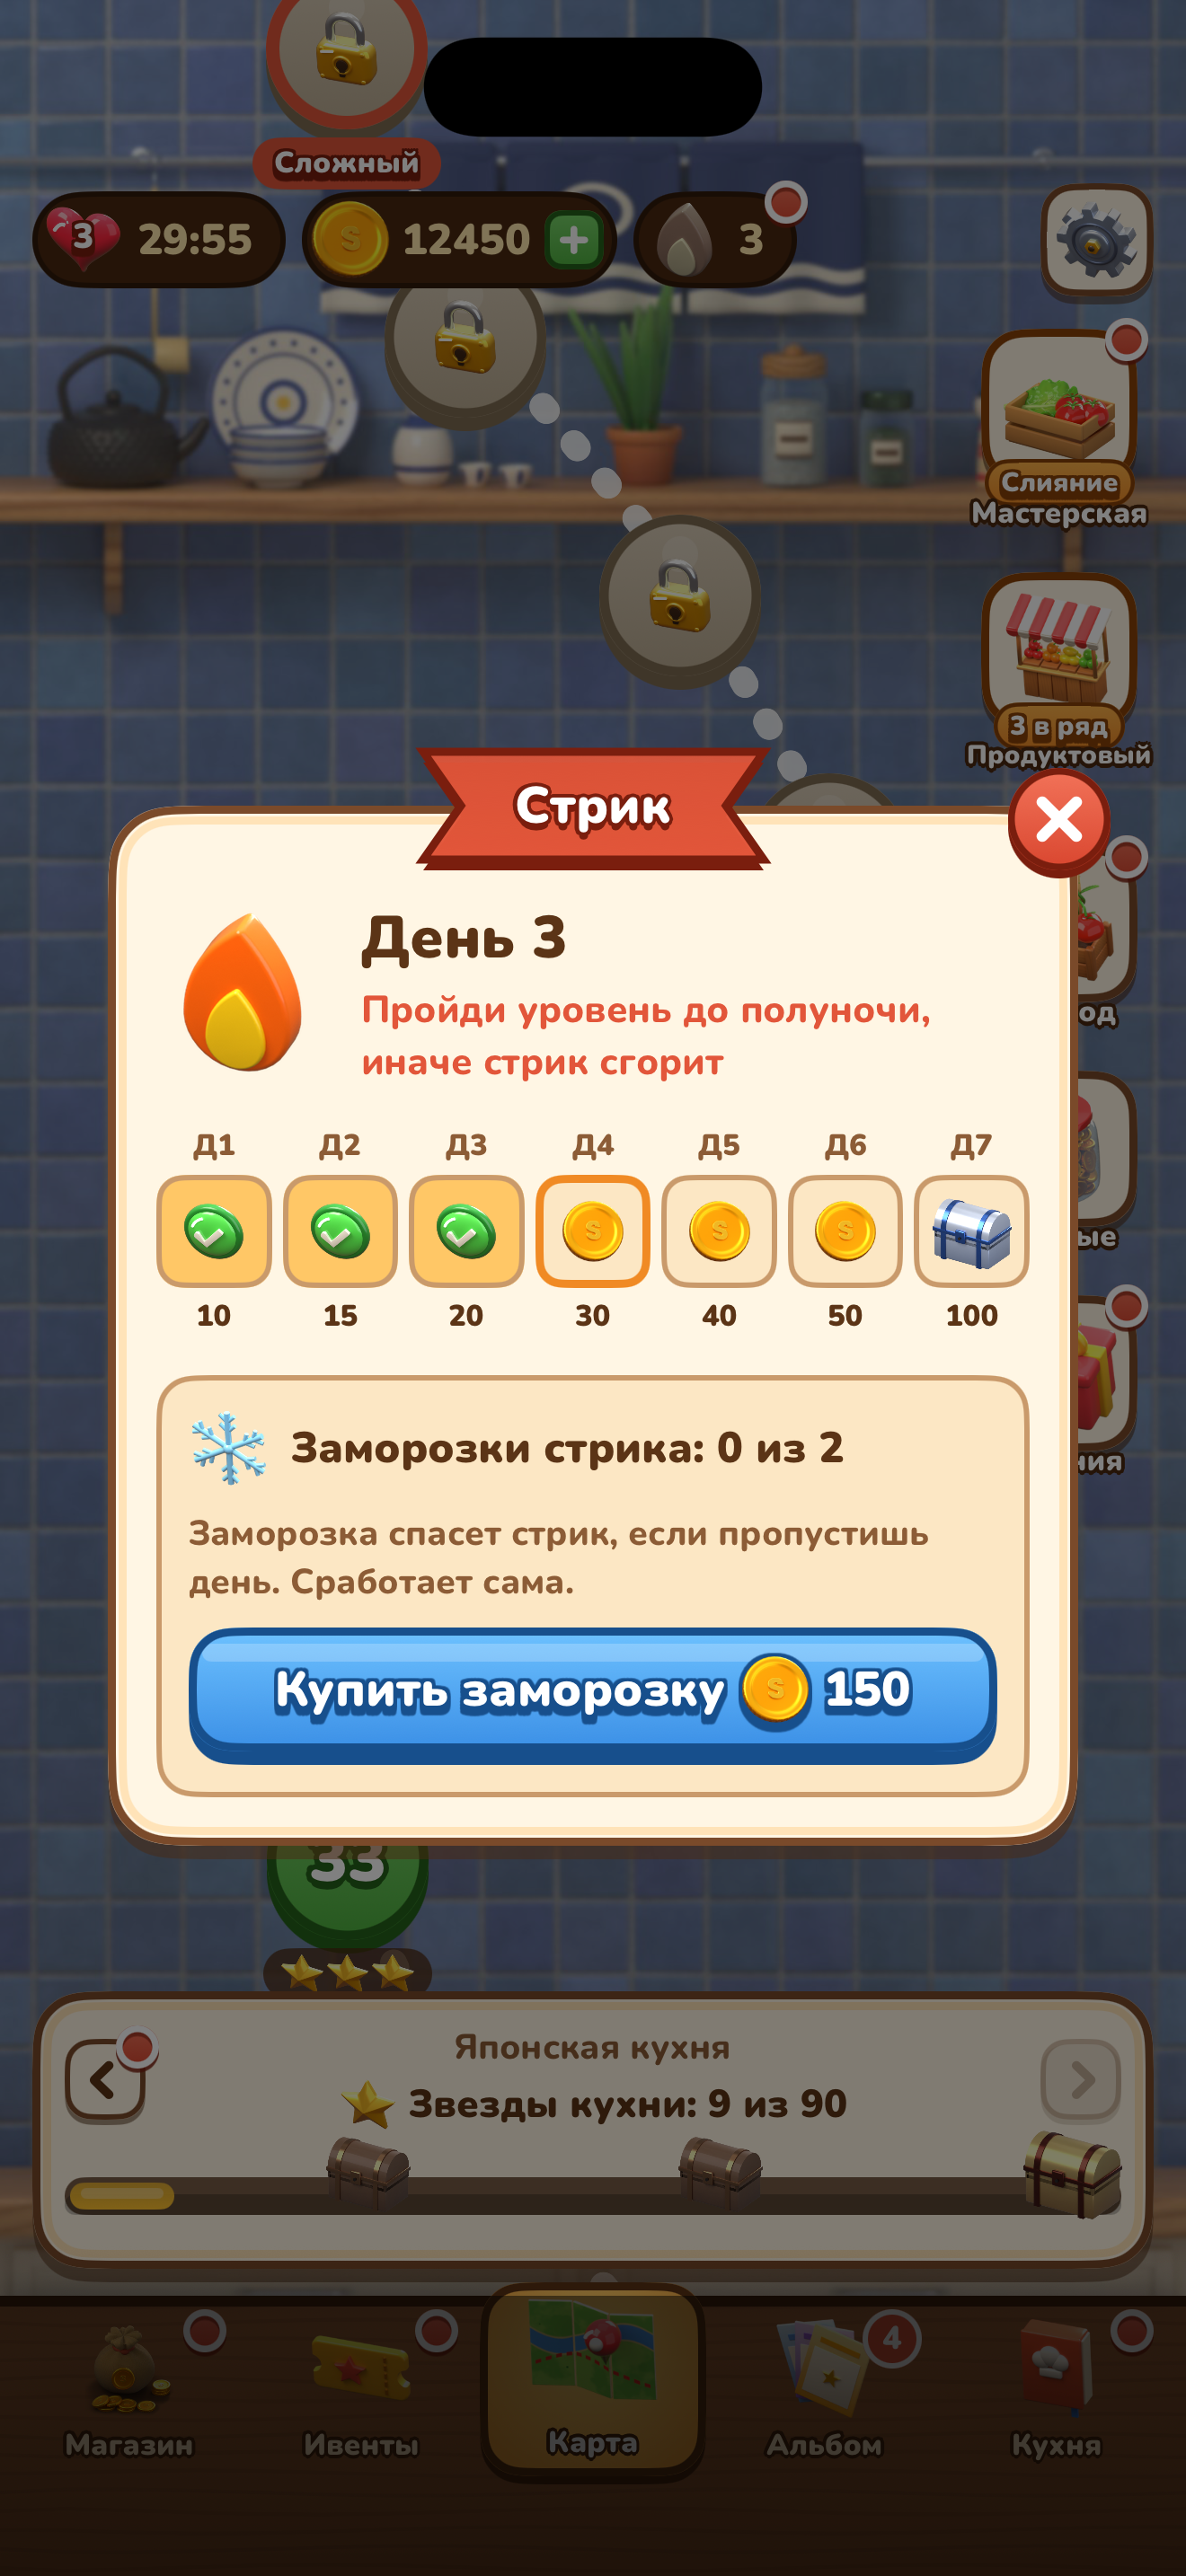 Сложный
3 29:55 12450 3
Слияние
Мастерская
3 в ряд
Продуктовый
Стрик
День 3
Пройди уровень до полуночи,
иначе стрик сгорит
Д1 Д2 Д3 Д4 Д5 Д6 Д7
10 15 20 30 40 50 100
Заморозки стрика: 0 из 2
Заморозка спасет стрик, если пропустишь
день. Сработает сама.
Купить заморозку 150
33
Японская кухня
Звезды кухни: 9 из 90
4
Магазин Ивенты Карта Альбом Кухня